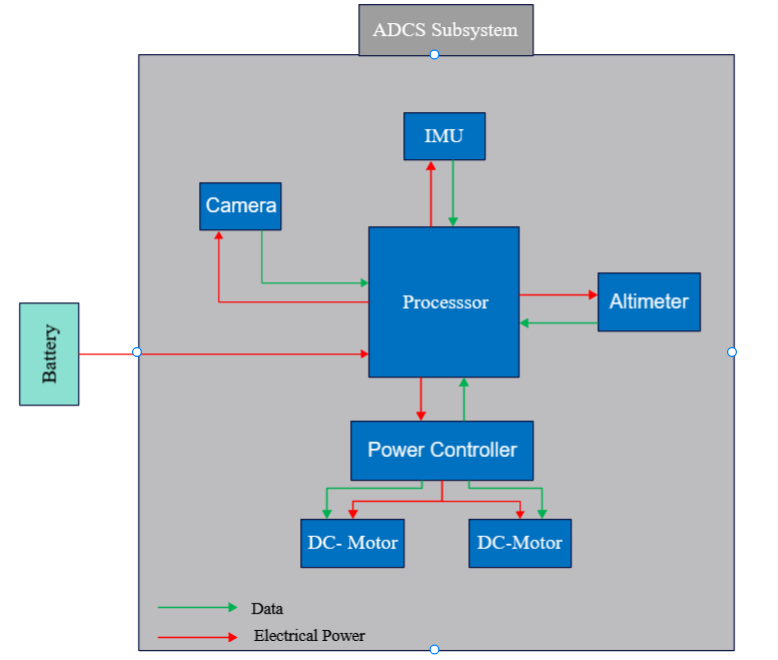 ADCS Subsystem
IMU
Camera
Processsor
Altimeter
Battery
Power Controller
DC- Motor
DC-Motor
Data
Electrical Power